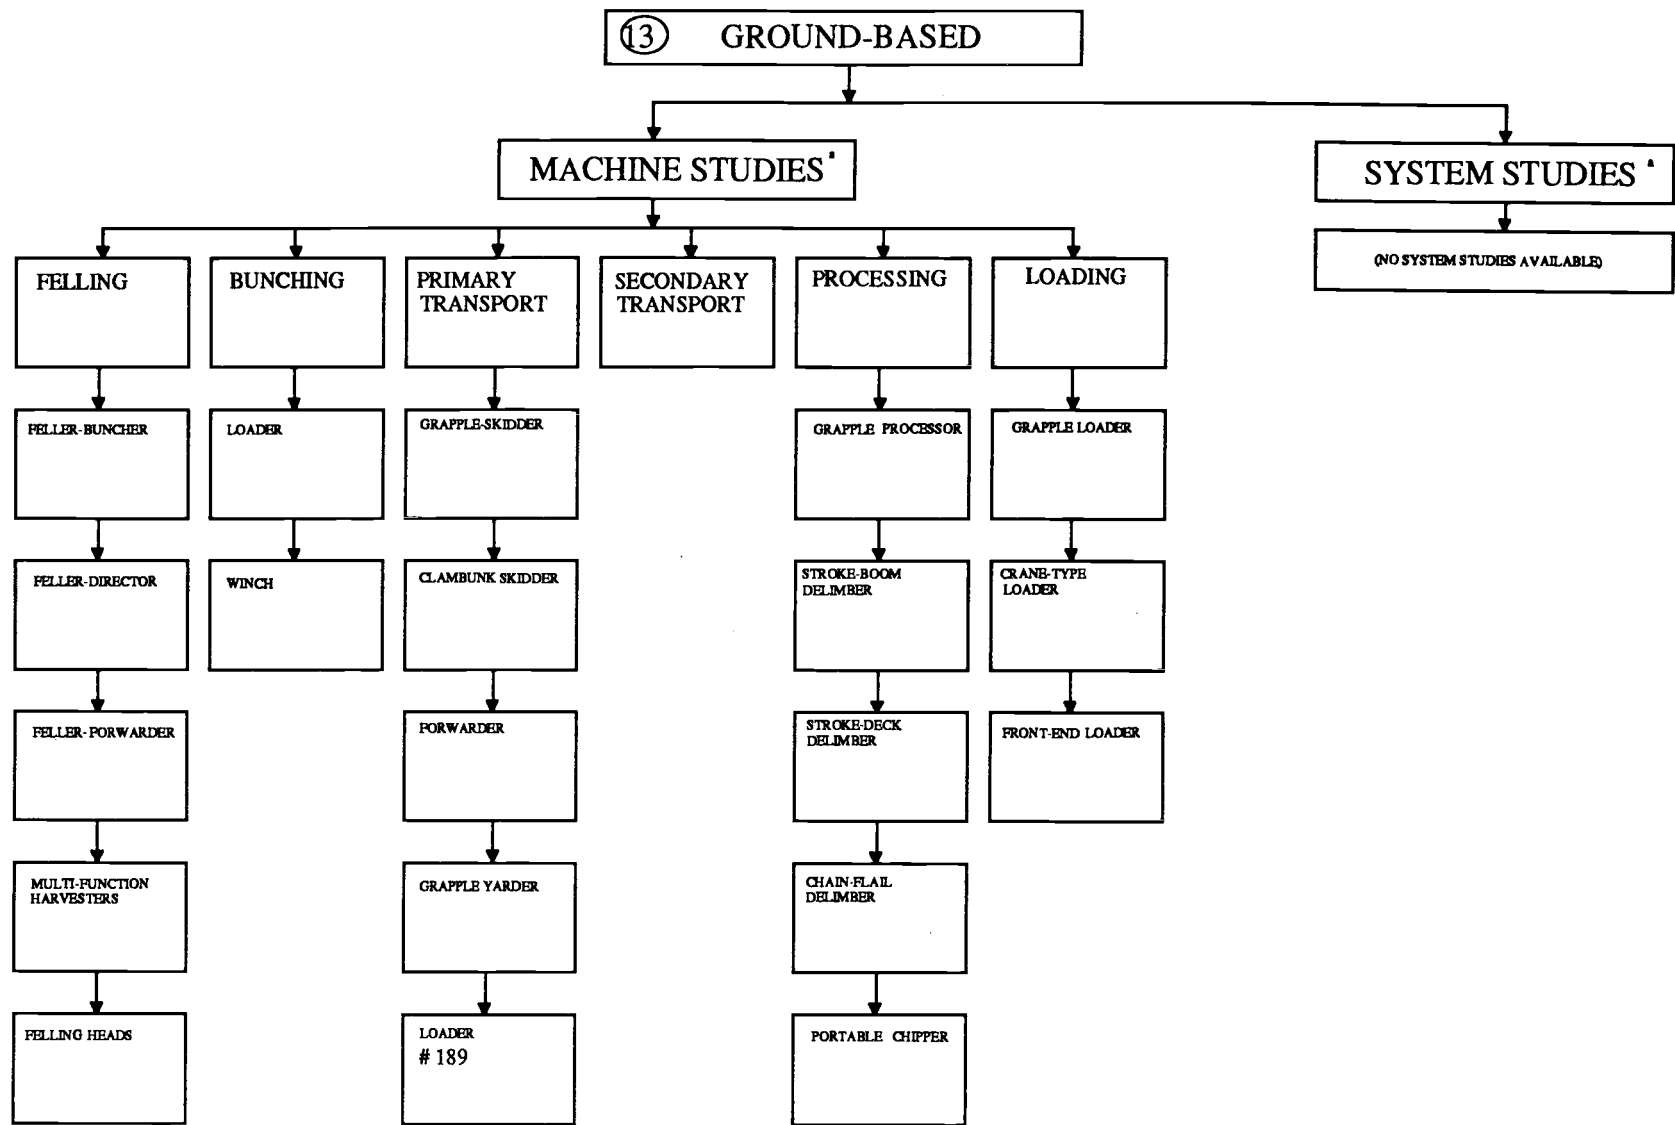 13 GROUND-BASED
MACHINE STUDIES a
SYSTEM STUDIES a
(NO SYSTEM STUDIES AVAILABLE)
FELLING
BUNCHING
PRIMARY
TRANSPORT
SECONDARY
TRANSPORT
PROCESSING
LOADING
FELLER-BUNCHER
LOADER
GRAPPLE-SKIDDER
GRAPPLE PROCESSOR
GRAPPLE LOADER
FELLER-DIRECTOR
WINCH
CLAMBUNK SKIDDER
STROKE-BOOM
DELIMBER
CRANE-TYPE
LOADER
FELLER-FORWARDER
FORWARDER
STROKE-DECK
DELIMBER
FRONT-END LOADER
MULTI-FUNCTION
HARVESTERS
GRAPPLE YARDER
CHAIN-FLAIL
DELIMBER
FELLING HEADS
LOADER
# 189
PORTABLE CHIPPER